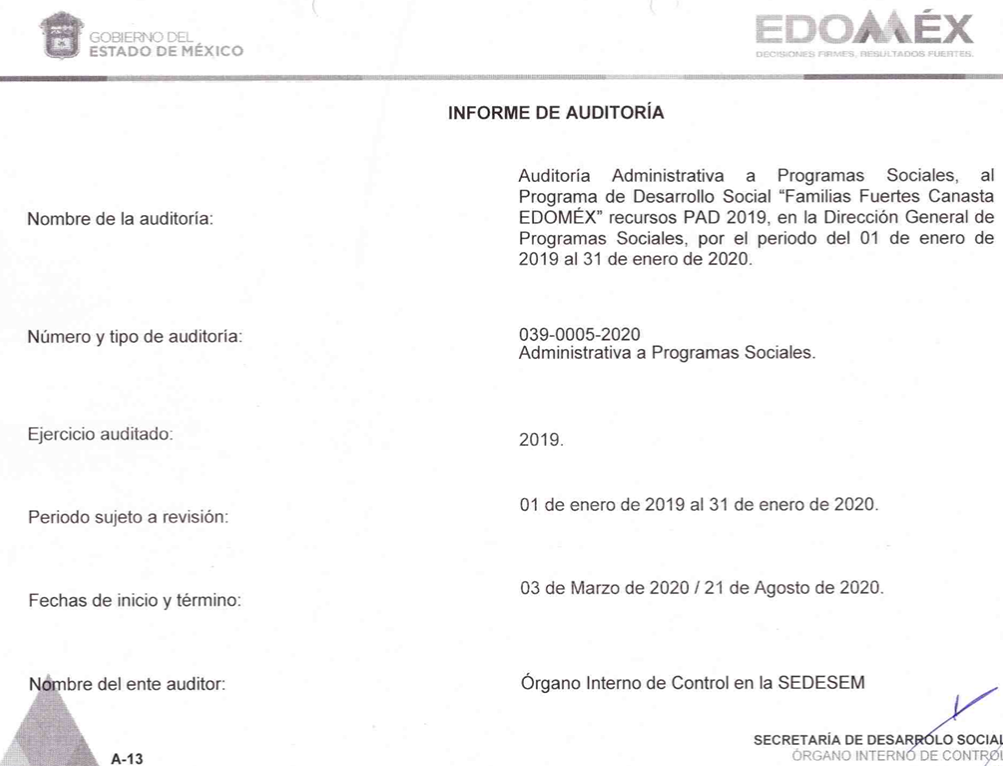 GOBIERNO DEL
ESTADO DE MÉXICO
EDOMÉX
DECISIONES FIRMES, RESULTADOS FUERTES.
INFORME DE AUDITORÍA
Nombre de la auditoría:
Auditoría Administrativa a Programas Sociales, al
Programa de Desarrollo Social “Familias Fuertes Canasta
EDOMÉX” recursos PAD 2019, en la Dirección General de
Programas Sociales, por el periodo del 01 de enero de
2019 al 31 de enero de 2020.
Número y tipo de auditoría:
039-0005-2020
Administrativa a Programas Sociales.
Ejercicio auditado:
2019.
Periodo sujeto a revisión:
01 de enero de 2019 al 31 de enero de 2020.
Fechas de inicio y término:
03 de Marzo de 2020 / 21 de Agosto de 2020.
Nombre del ente auditor:
Órgano Interno de Control en la SEDESEM
SECRETARÍA DE DESARROLO SOCIAL
ÓRGANO INTERNO DE CONTROL
A-13